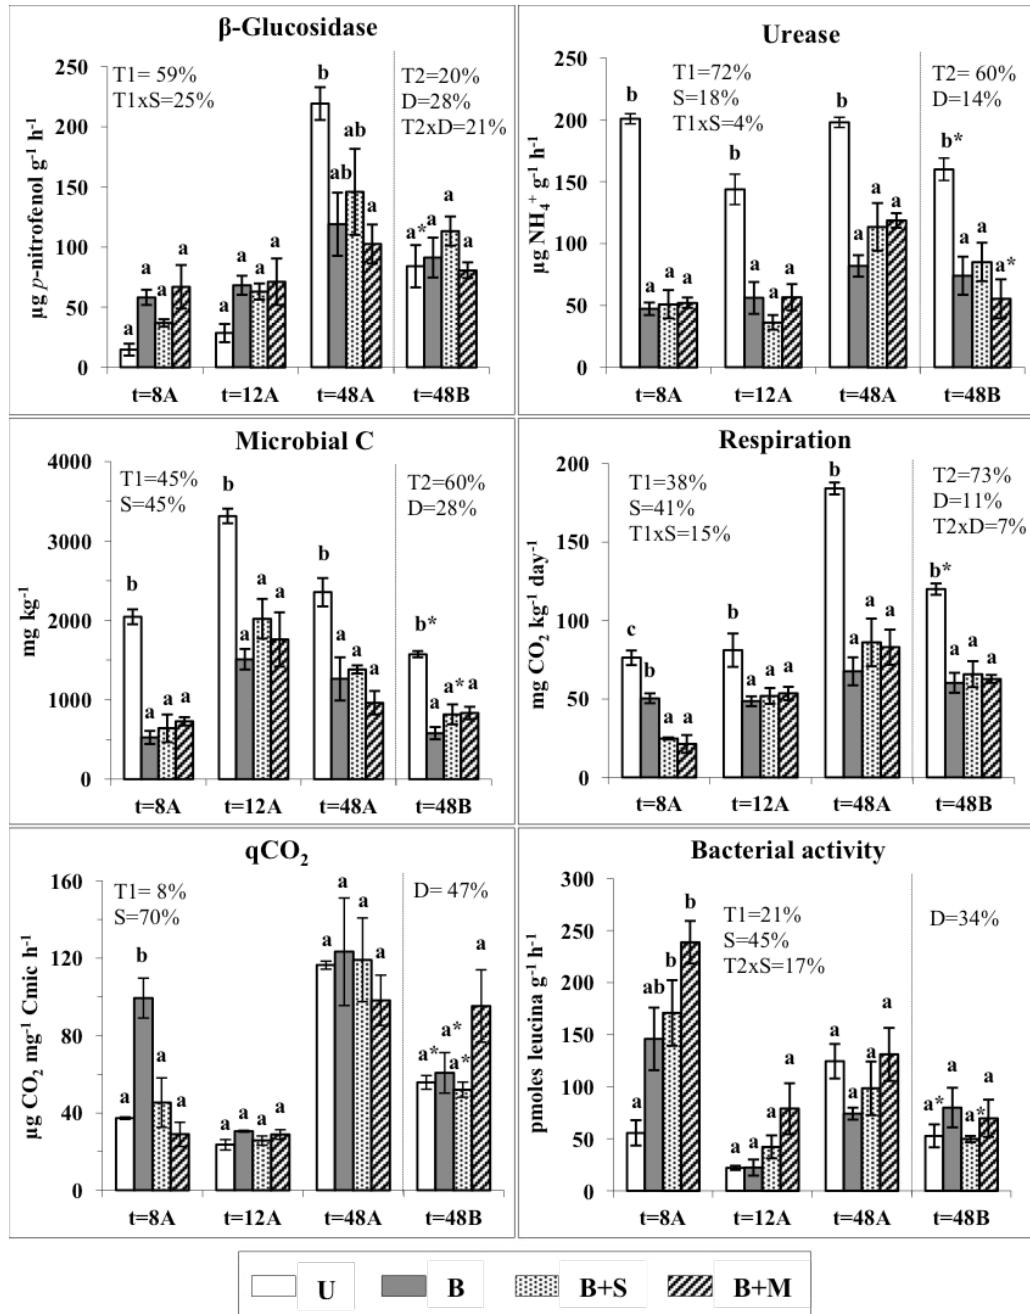 β-Glucosidase
T1= 59%
T1xS=25%
T2=20%
D=28%
T2xD=21%
µg p-nitrofenol g⁻¹ h⁻¹
250
200
150
100
50
0
a a a a
a a a a
b ab ab a
a* a a a
t=8A t=12A t=48A t=48B
Urease
T1=72%
S=18%
T1xS=4%
T2= 60%
D=14%
µg NH₄⁺ g⁻¹ h⁻¹
250
200
150
100
50
0
b a a a
b a a a
b a a a
b* a a a*
t=8A t=12A t=48A t=48B
Microbial C
T1=45%
S=45%
T2=60%
D=28%
mg kg⁻¹
4000
3000
2000
1000
0
b a a a
b a a a
b a a a
b* a a* a
t=8A t=12A t=48A t=48B
Respiration
T1=38%
S=41%
T1xS=15%
T2=73%
D=11%
T2xD=7%
mg CO₂ kg⁻¹ day⁻¹
200
150
100
50
0
c b a a
b a a a
b a a a
b* a a a
t=8A t=12A t=48A t=48B
qCO₂
T1= 8%
S=70%
D= 47%
µg CO₂ mg⁻¹ Cmic h⁻¹
160
120
80
40
0
a b a a
a a a a
a a a a
a* a* a* a
t=8A t=12A t=48A t=48B
Bacterial activity
T1=21%
S=45%
T2xS=17%
D=34%
pmoles leucina g⁻¹ h⁻¹
300
250
200
150
100
50
0
a ab b b
a a a a
a a a a
a* a a* a
t=8A t=12A t=48A t=48B
U B B+S B+M